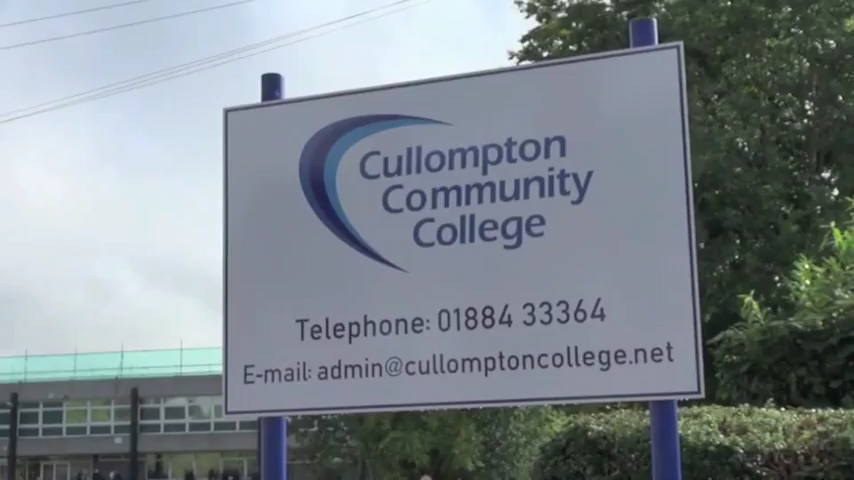 Cullompton
Community
College
Telephone: 01884 33364
E-mail: admin@cullomptoncollege.net